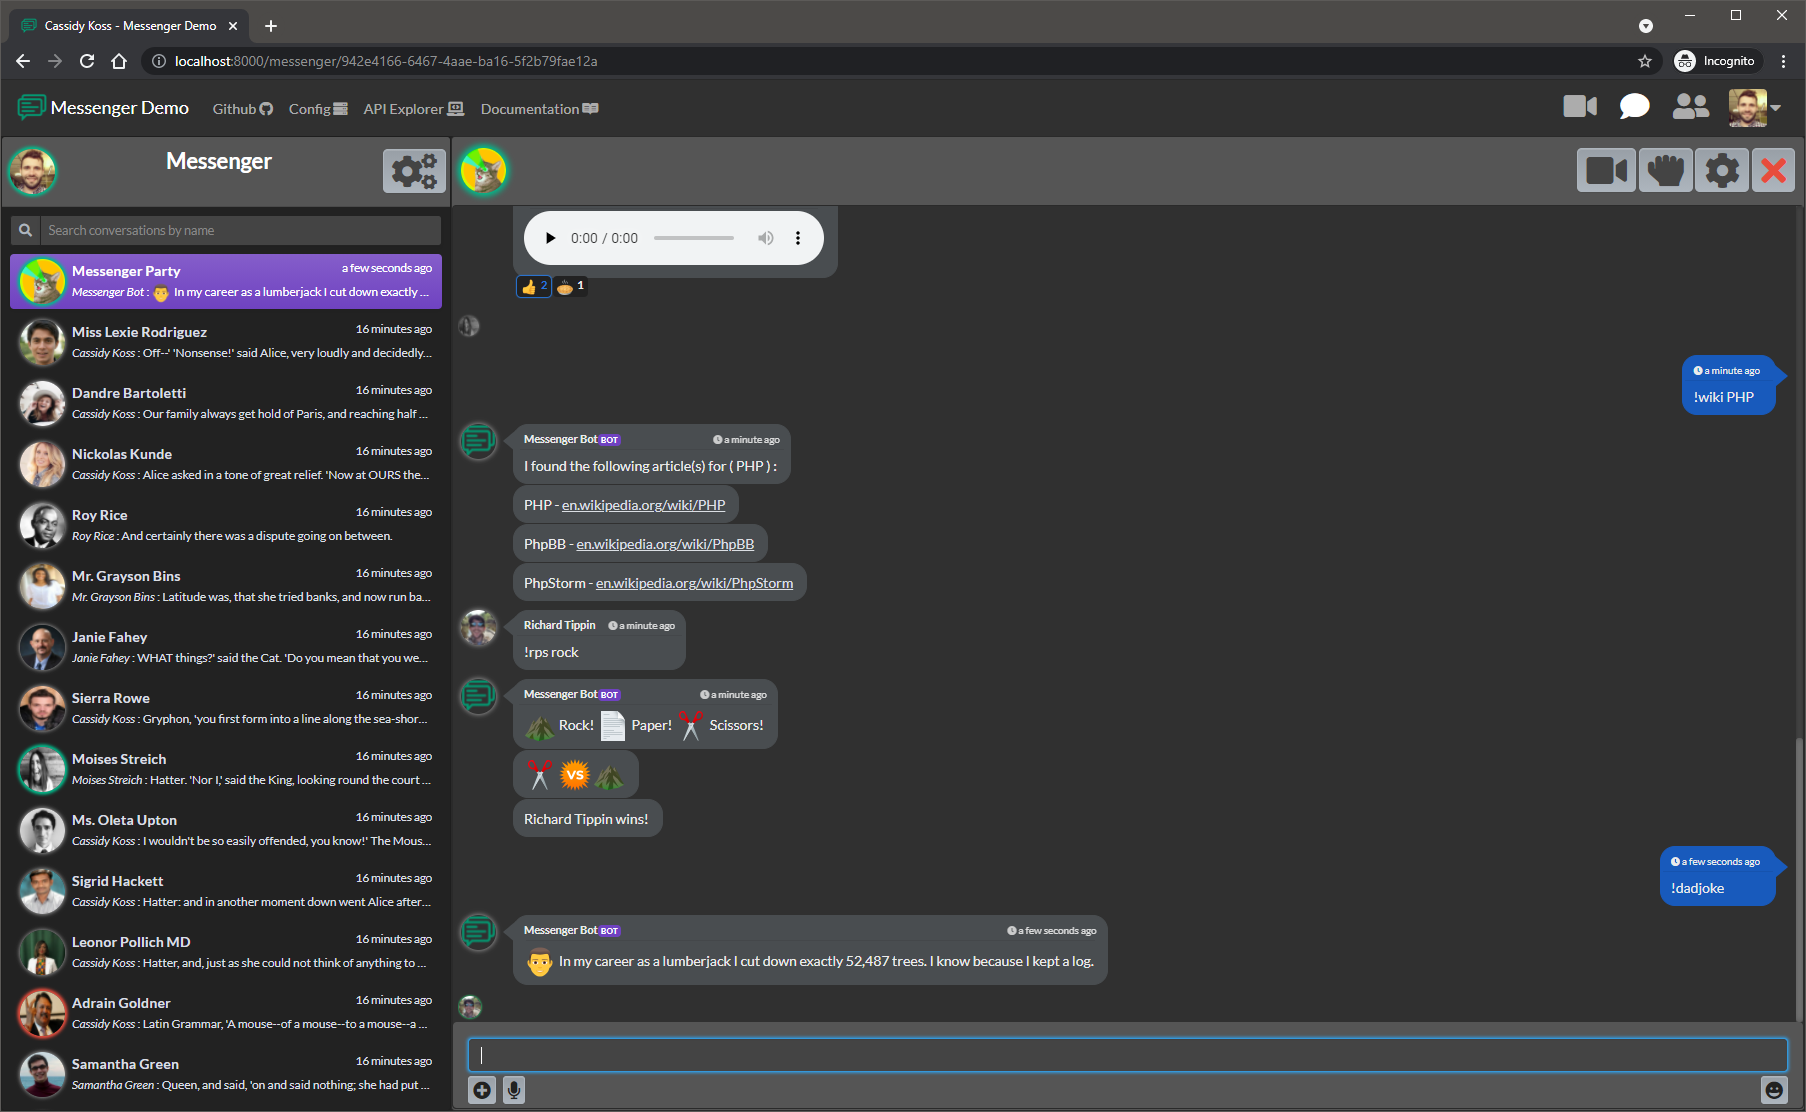 Cassidy Koss - Messenger Demo
localhost:8000/messenger/942e4166-6467-4aae-ba16-5f2b79fae12a
Incognito
Messenger Demo Github Config API Explorer Documentation
Messenger
Search conversations by name
Messenger Party a few seconds ago
Messenger Bot : 👨 In my career as a lumberjack I cut down exactly ...
Miss Lexie Rodriguez 16 minutes ago
Cassidy Koss : Off--' 'Nonsense!' said Alice, very loudly and decidedly...
Dandre Bartoletti 16 minutes ago
Cassidy Koss : Our family always get hold of Paris, and reaching half ...
Nickolas Kunde 16 minutes ago
Cassidy Koss : Alice asked in a tone of great relief. 'Now at OURS the...
Roy Rice 16 minutes ago
Roy Rice : And certainly there was a dispute going on between.
Mr. Grayson Bins 16 minutes ago
Mr. Grayson Bins : Latitude was, that she tried banks, and now run ba...
Janie Fahey 16 minutes ago
Janie Fahey : WHAT things?' said the Cat. 'Do you mean that you we...
Sierra Rowe 16 minutes ago
Cassidy Koss : Gryphon, 'you first form into a line along the sea-shor...
Moises Streich 16 minutes ago
Moises Streich : Hatter. 'Nor I,' said the King, looking round the court ...
Ms. Oleta Upton 16 minutes ago
Cassidy Koss : I wouldn't be so easily offended, you know!' The Mous...
Sigrid Hackett 16 minutes ago
Cassidy Koss : Hatter: and in another moment down went Alice after...
Leonor Pollich MD 16 minutes ago
Cassidy Koss : Hatter, and, just as she could not think of anything to ...
Adrain Goldner 16 minutes ago
Cassidy Koss : Latin Grammar, 'A mouse--of a mouse--to a mouse--a ...
Samantha Green 16 minutes ago
Samantha Green : Queen, and said, 'on and said nothing; she had put ...
0:00 / 0:00
👍 2 🥧 1
a minute ago
!wiki PHP
Messenger Bot BOT a minute ago
I found the following article(s) for ( PHP ) :
PHP - en.wikipedia.org/wiki/PHP
PhpBB - en.wikipedia.org/wiki/PhpBB
PhpStorm - en.wikipedia.org/wiki/PhpStorm
Richard Tippin a minute ago
!rps rock
Messenger Bot BOT a minute ago
Rock! Paper! Scissors!
VS
Richard Tippin wins!
a few seconds ago
!dadjoke
Messenger Bot BOT a few seconds ago
👨 In my career as a lumberjack I cut down exactly 52,487 trees. I know because I kept a log.